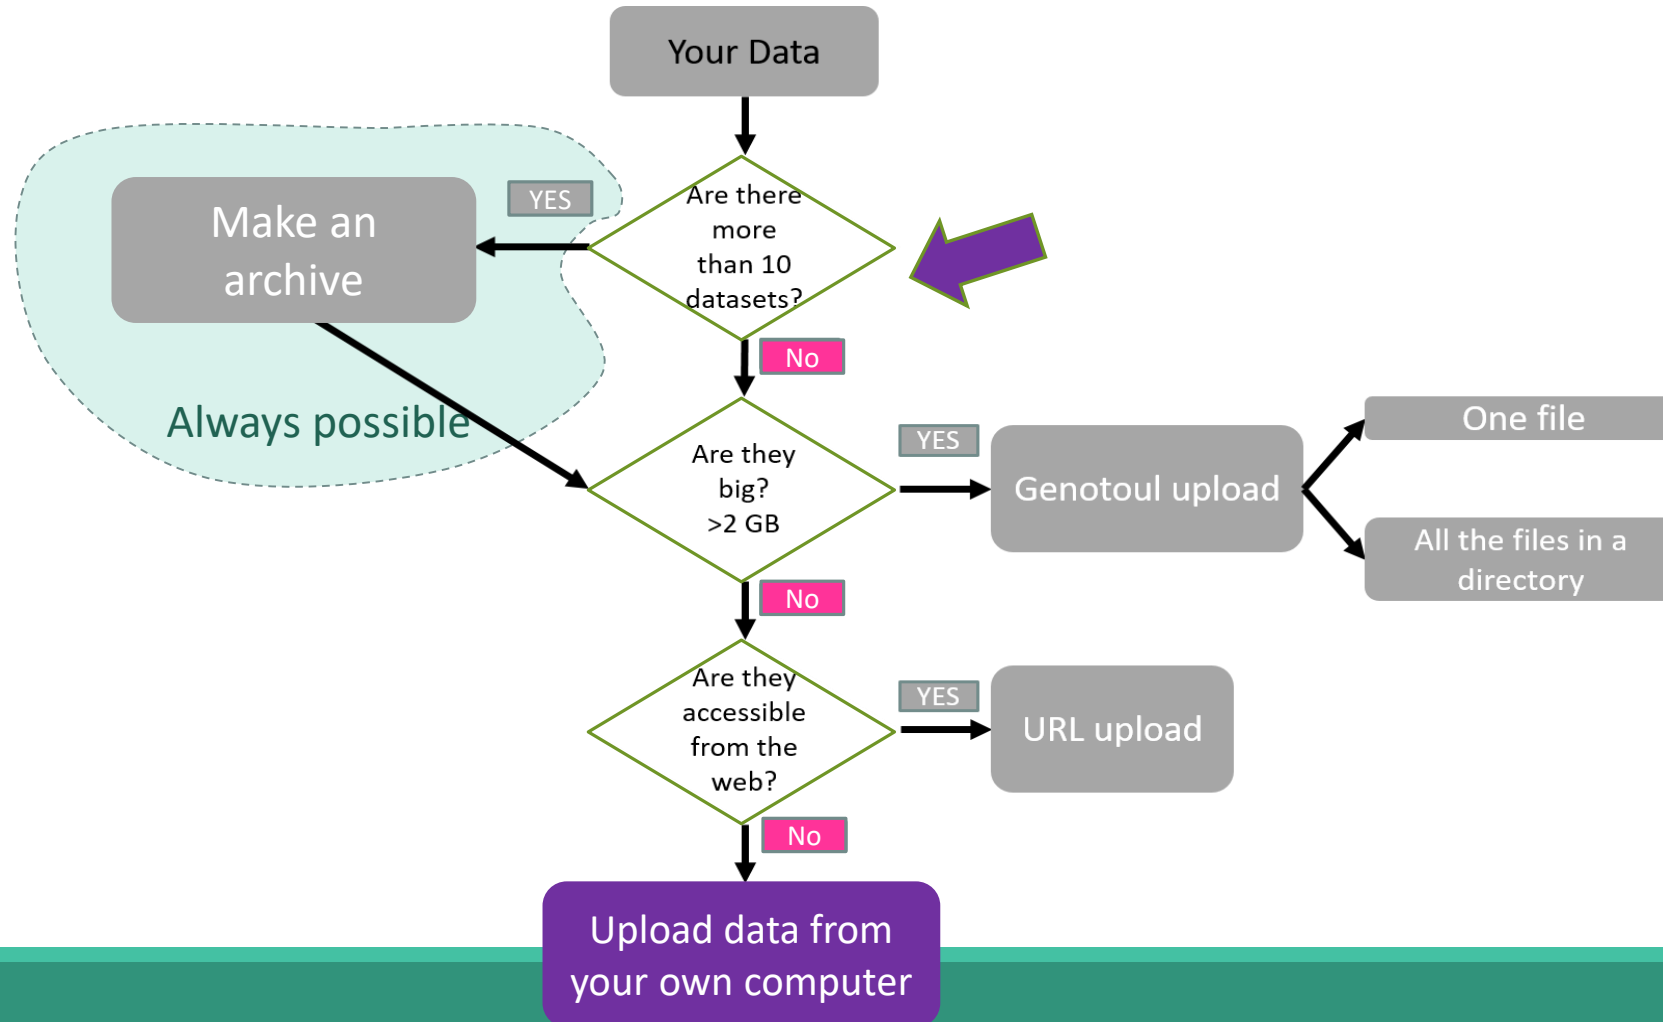 Your Data
Are there
more
than 10
datasets?
YES
Make an
archive
Always possible
No
Are they
big?
>2 GB
YES
Genotoul upload
One file
All the files in a
directory
No
Are they
accessible
from the
web?
YES
URL upload
No
Upload data from
your own computer